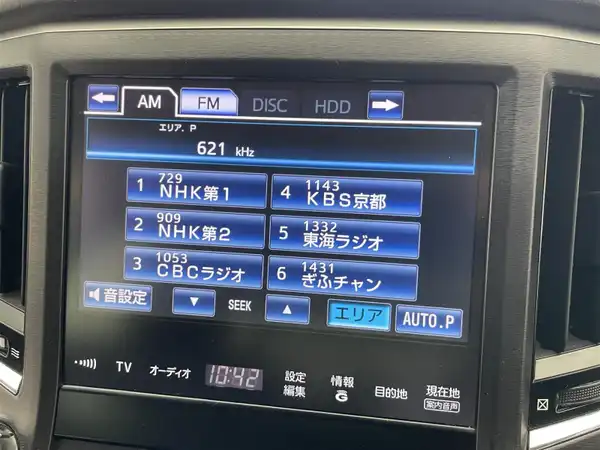 AM FM DISC HDD
エリア. P
621 kHz
1 729 NHK第1
4 1143 KBS京都
2 909 NHK第2
5 1332 東海ラジオ
3 1053 CBCラジオ
6 1431 ぎふチャン
音設定 ▼ SEEK ▲ エリア AUTO.P
TV オーディオ 10:42 設定編集 情報 G 目的地 現在地 案内音声